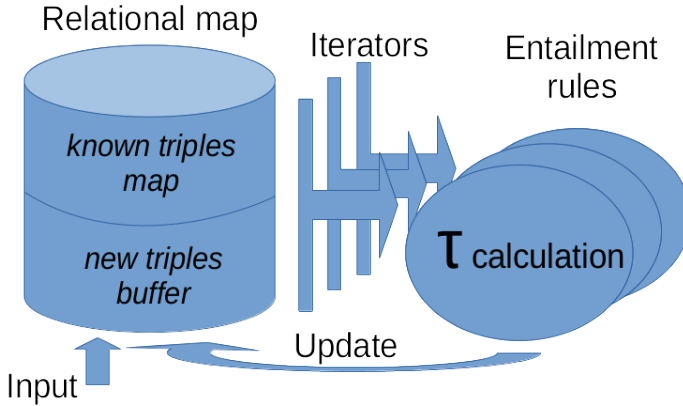 Relational map
Iterators
Entailment
rules
known triples
map
new triples
buffer
τ calculation
Update
Input